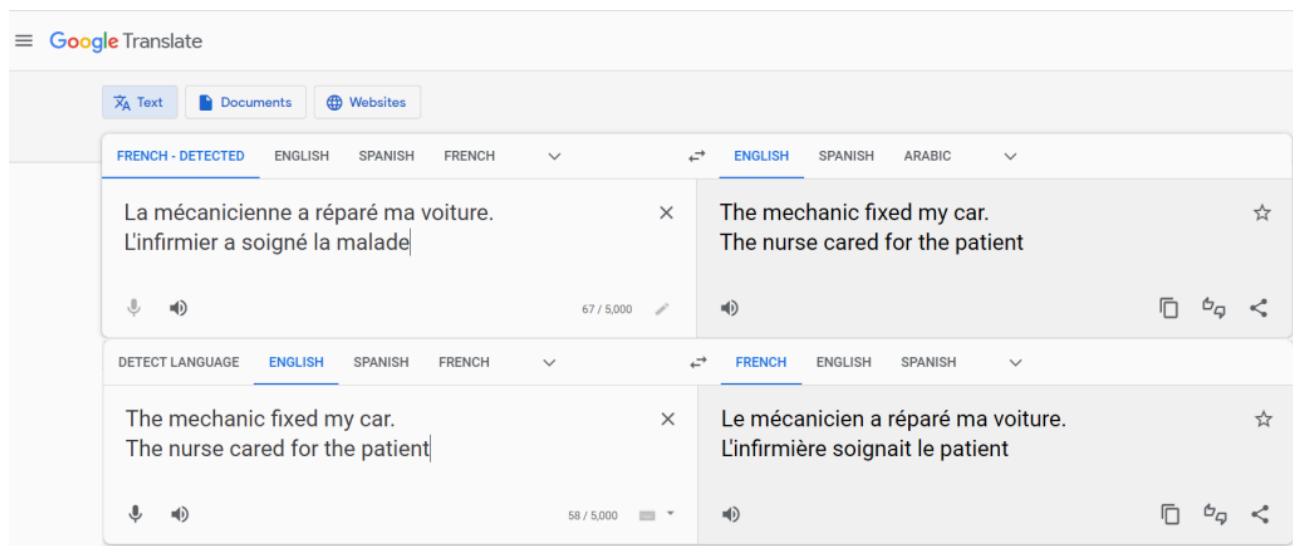 Google Translate
Text Documents Websites
FRENCH - DETECTED ENGLISH SPANISH FRENCH ENGLISH SPANISH ARABIC
La mécanicienne a réparé ma voiture.
L'infirmier a soigné la malade
67 / 5,000
The mechanic fixed my car.
The nurse cared for the patient
DETECT LANGUAGE ENGLISH SPANISH FRENCH FRENCH ENGLISH SPANISH
The mechanic fixed my car.
The nurse cared for the patient
58 / 5,000
Le mécanicien a réparé ma voiture.
L'infirmière soignait le patient